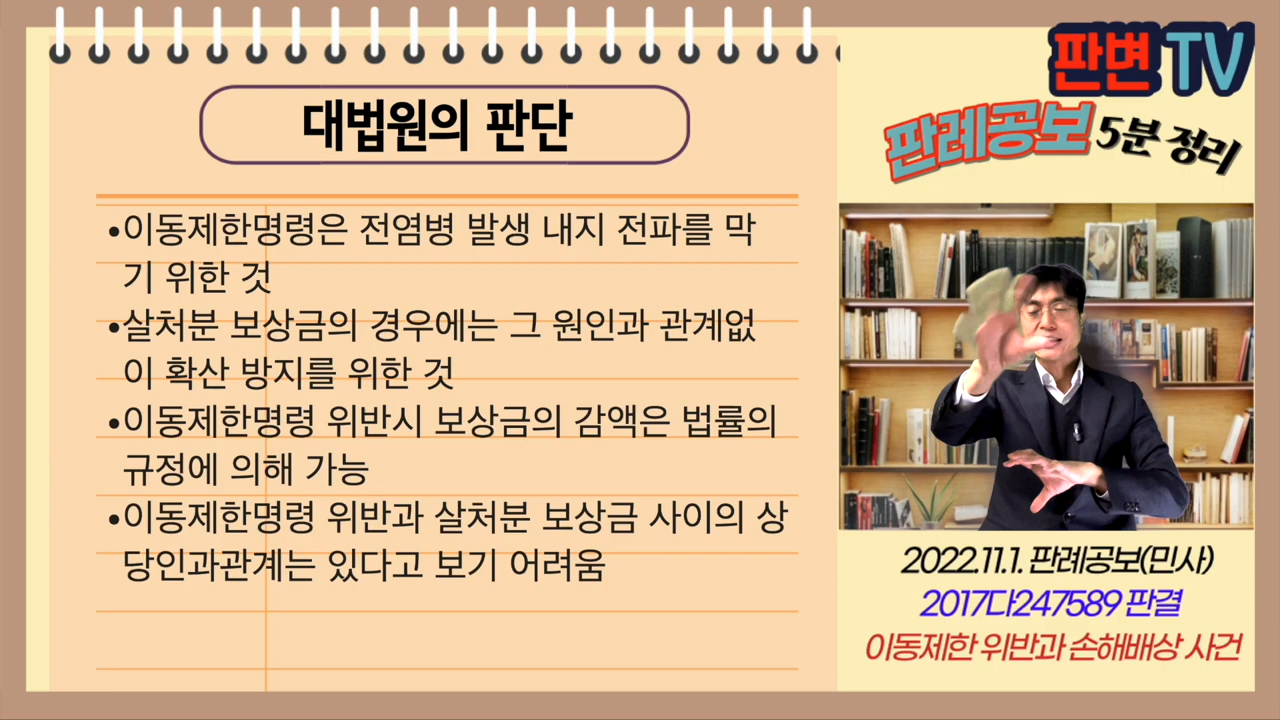 대법원의 판단
•이동제한명령은 전염병 발생 내지 전파를 막
기 위한 것
•살처분 보상금의 경우에는 그 원인과 관계없
이 확산 방지를 위한 것
•이동제한명령 위반시 보상금의 감액은 법률의
규정에 의해 가능
•이동제한명령 위반과 살처분 보상금 사이의 상
당인과관계는 있다고 보기 어려움
판변 TV
판례공보 5분 정리
2022.11.1. 판례공보(민사)
2017다247589 판결
이동제한 위반과 손해배상 사건